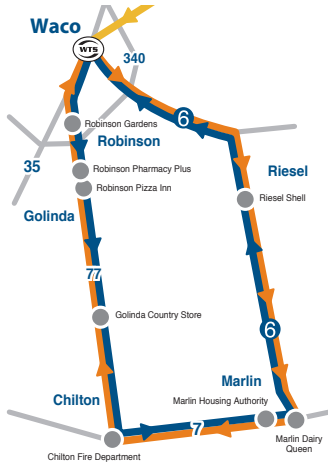 Waco
WTS
340
6
Robinson Gardens
Robinson
35
Robinson Pharmacy Plus
Robinson Pizza Inn
Riesel
Riesel Shell
Golinda
77
Golinda Country Store
6
Chilton
Marlin
Marlin Housing Authority
7
Marlin Dairy
Queen
Chilton Fire Department